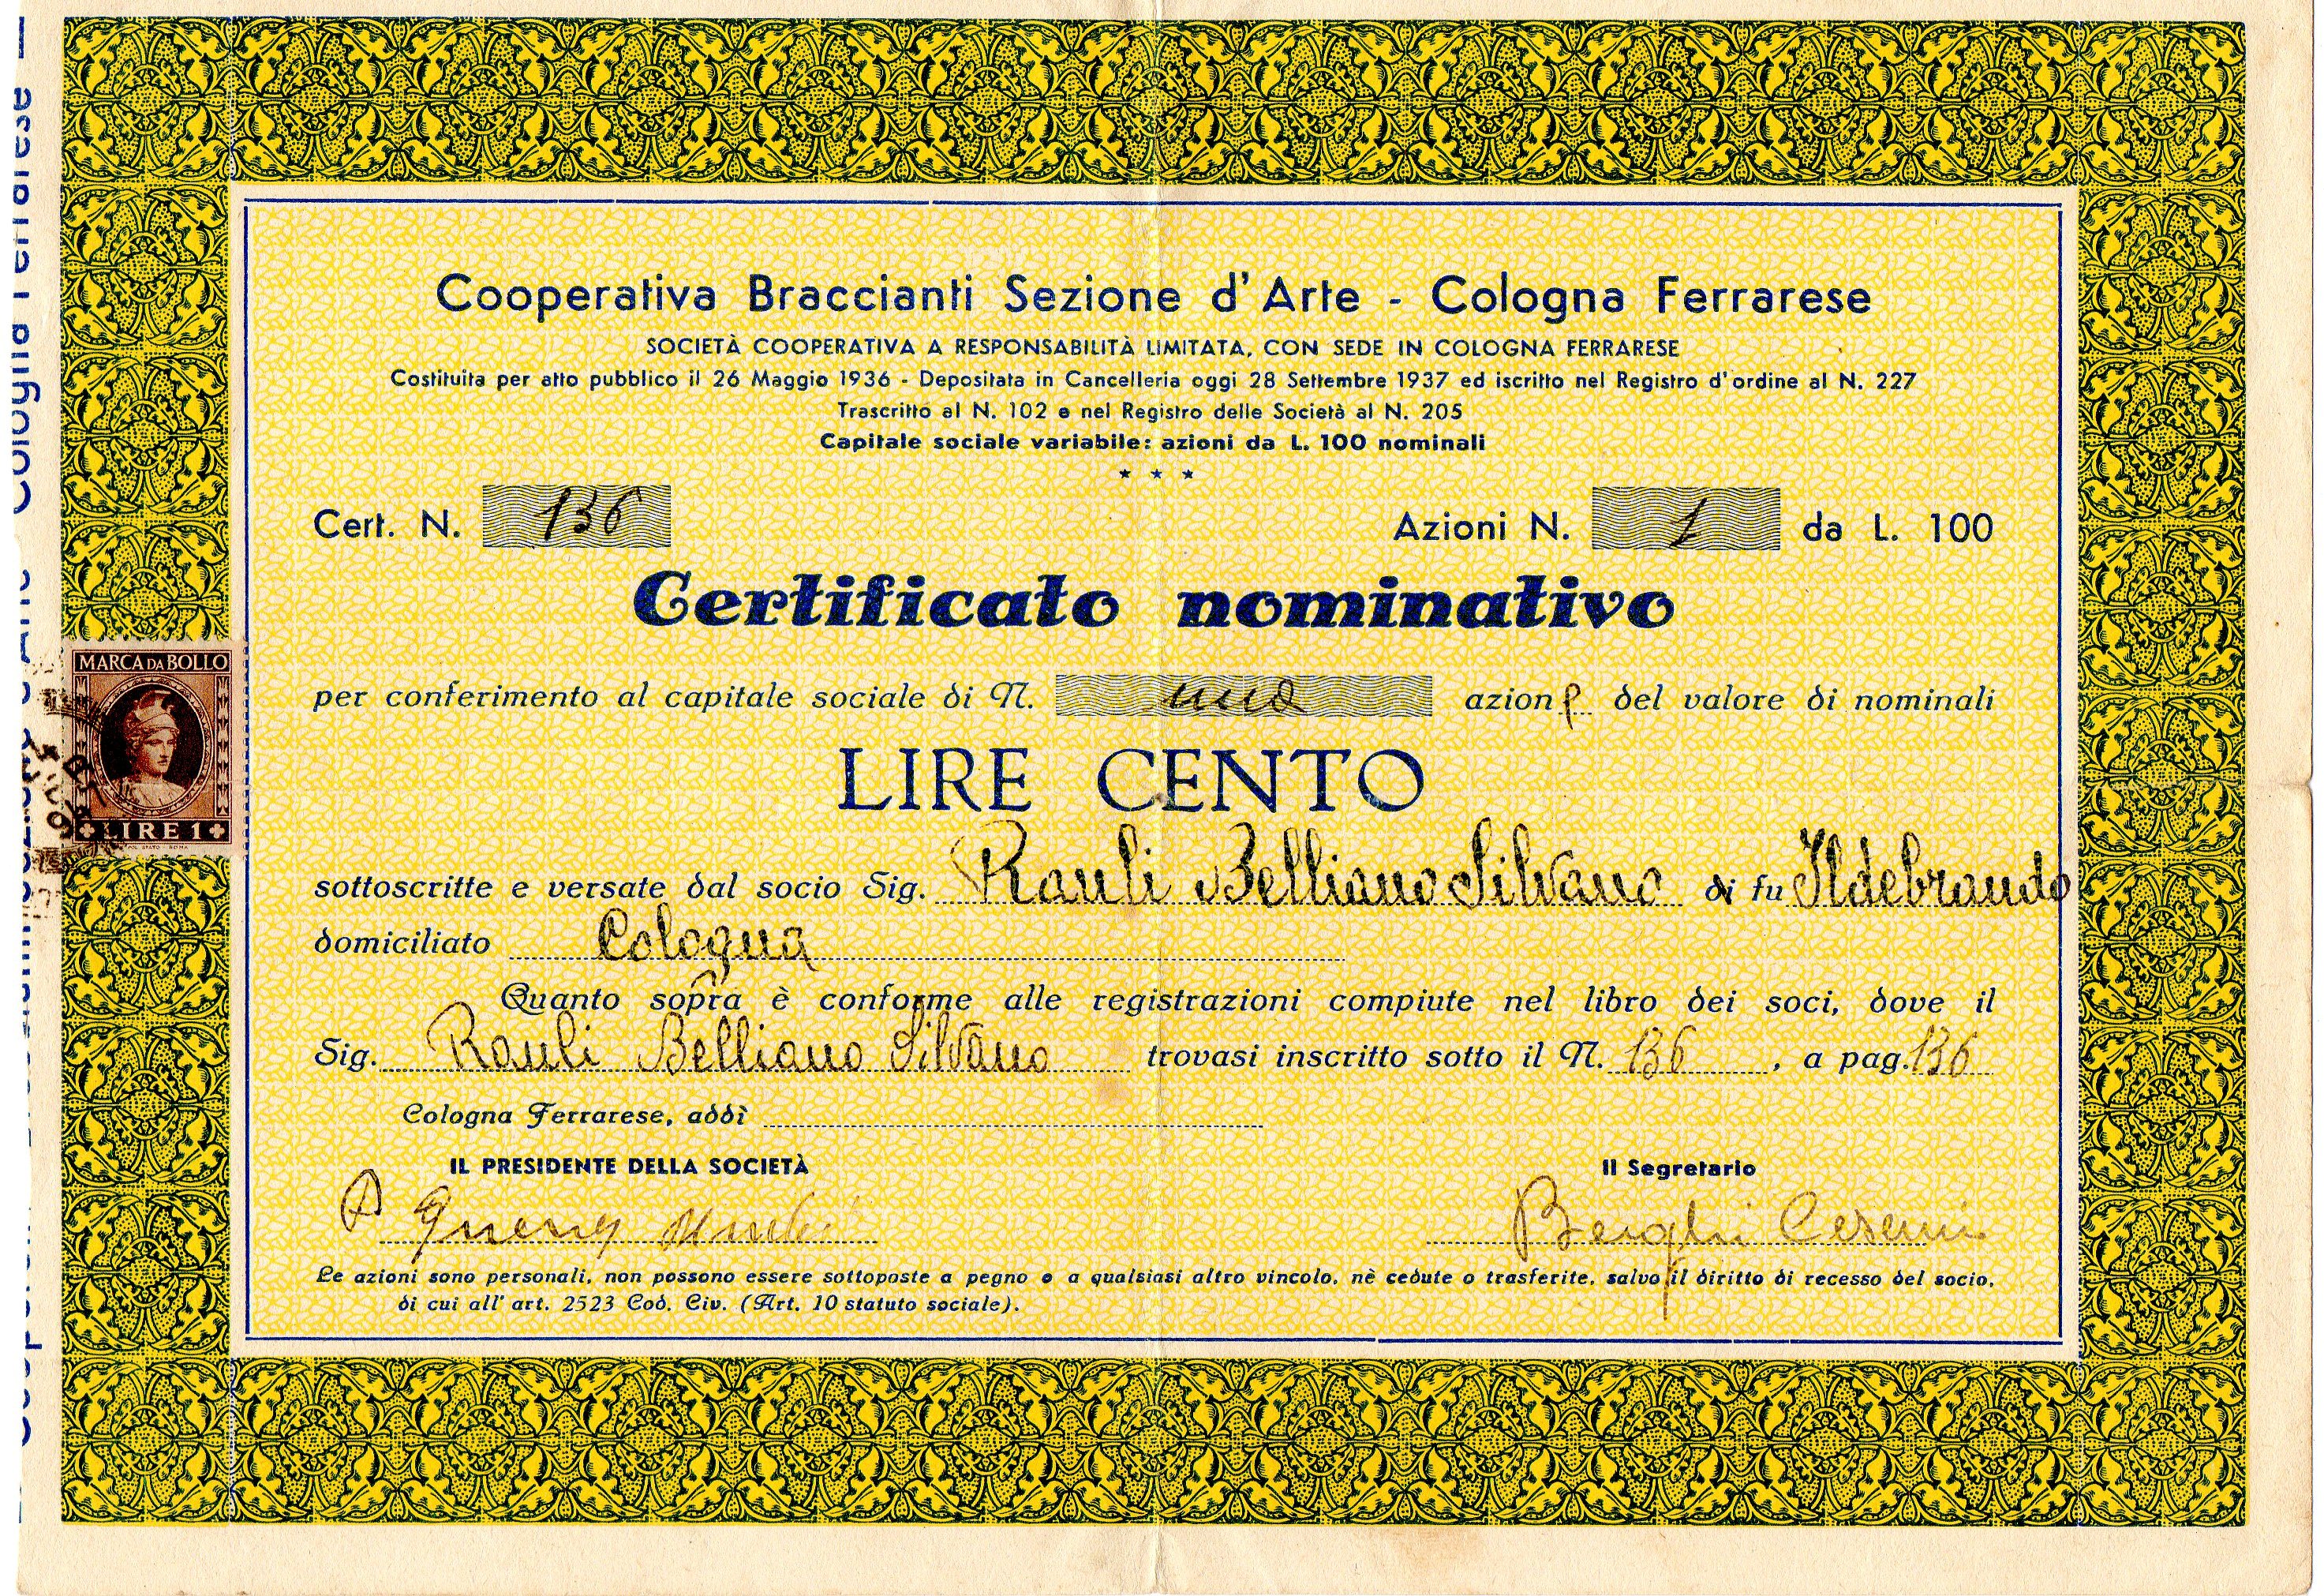 Cooperativa Braccianti Sezione d'Arte - Cologna Ferrarese
SOCIETÀ COOPERATIVA A RESPONSABILITÀ LIMITATA, CON SEDE IN COLOGNA FERRARESE
Costituita per atto pubblico il 26 Maggio 1936 - Depositata in Cancelleria oggi 28 Settembre 1937 ed iscritto nel Registro d'ordine al N. 227
Trascritto al N. 102 e nel Registro delle Società al N. 205
Capitale sociale variabile: azioni da L. 100 nominali
* * *
Cert. N. 136 Azioni N. 1 da L. 100
Certificato nominativo
MARCA DA BOLLO
LIRE 1
per conferimento al capitale sociale di N. una azione del valore di nominali
LIRE CENTO
sottoscritte e versate dal socio Sig. Rauli Belliano Silvano di fu Ildebrando
domiciliato Cologna
Quanto sopra è conforme alle registrazioni compiute nel libro dei soci, dove il
Sig. Rauli Belliano Silvano trovasi inscritto sotto il N. 136, a pag. 136
Cologna Ferrarese, addì
IL PRESIDENTE DELLA SOCIETÀ Il Segretario
Le azioni sono personali, non possono essere sottoposte a pegno o a qualsiasi altro vincolo, nè cedute o trasferite, salvo il diritto di recesso del socio,
di cui all'art. 2523 Cod. Civ. (Art. 10 statuto sociale).
Cologna Ferrarese